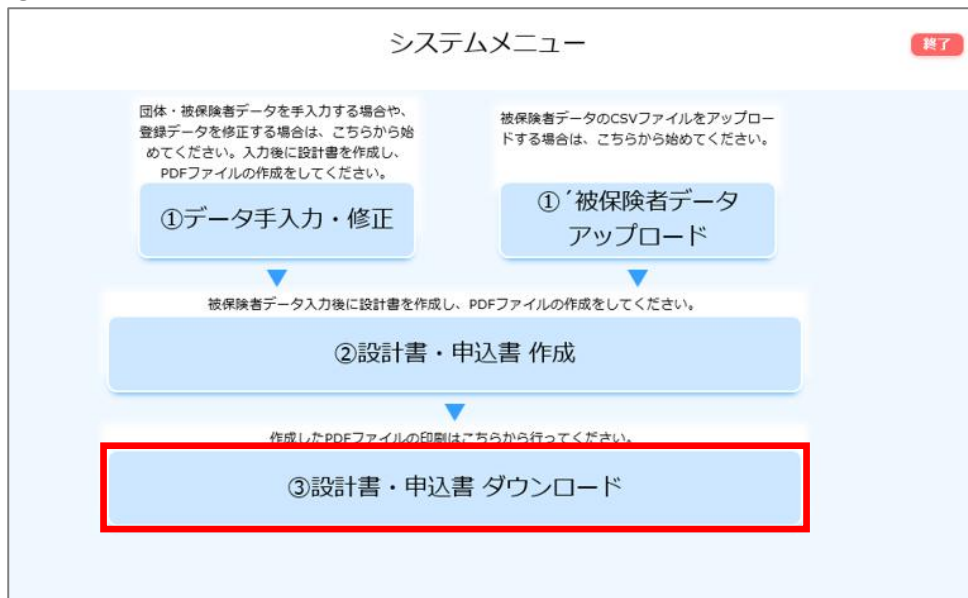 システムメニュー
終了
団体・被保険者データを手入力する場合や、
登録データを修正する場合は、こちらから始
めてください。入力後に設計書を作成し、
PDFファイルの作成をしてください。
①データ手入力・修正
被保険者データのCSVファイルをアップロー
ドする場合は、こちらから始めてください。
①´被保険者データ
アップロード
被保険者データ入力後に設計書を作成し、PDFファイルの作成をしてください。
②設計書・申込書 作成
作成したPDFファイルの印刷はこちらから行ってください。
③設計書・申込書 ダウンロード